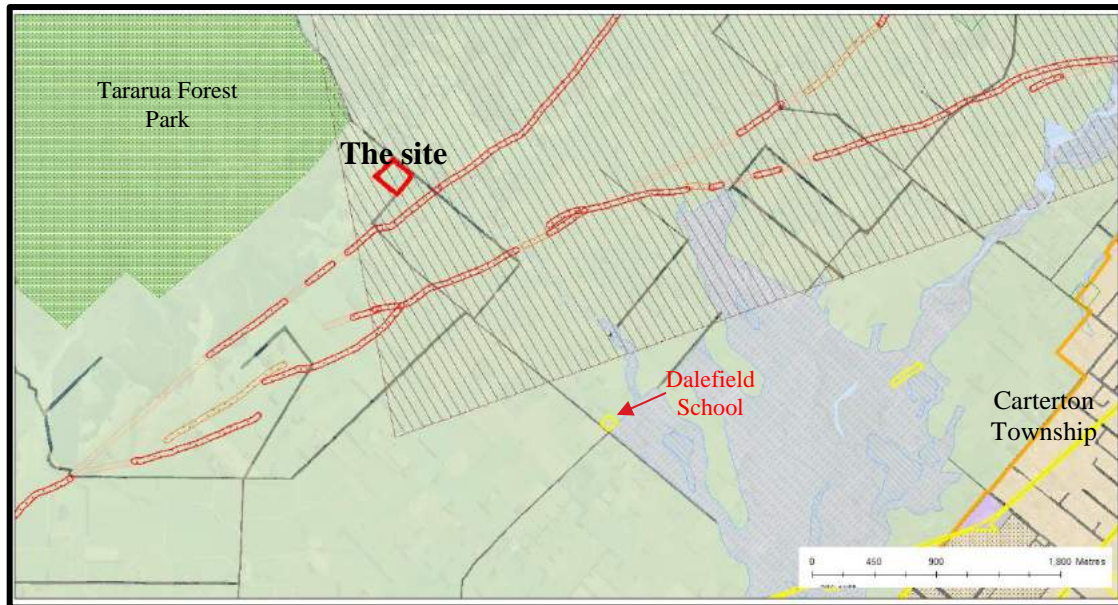 Tararua Forest
Park
The site
Dalefield
School
Carterton
Township
0 450 900 1,800 Metres